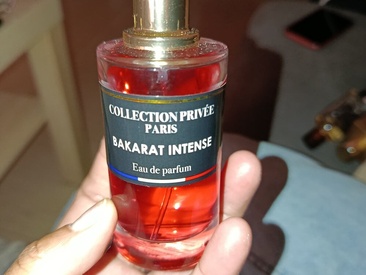 COLLECTION PRIVÉE
PARIS
BAKARAT INTENSE
Eau de parfum